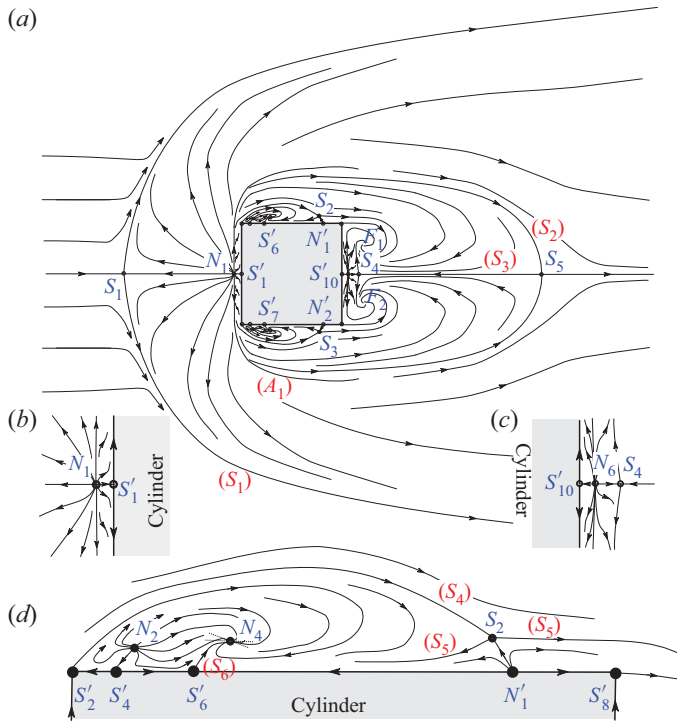 (a)
(S₂)
S₂
S′₆ N′₁ F₁
N₁ S′₁ S′₁₀ S₄ (S₃) S₅
S₁
S′₇ N′₂ F₂
S₃
(A₁)
(b)
(c)
N₁ S′₁
Cylinder
(S₁)
Cylinder
S′₁₀ N₆ S₄
(d)
(S₄)
N₂ N₄ S₂
(S₅) (S₅)
(S₆)
S′₂ S′₄ S′₆ N′₁ S′₈
Cylinder